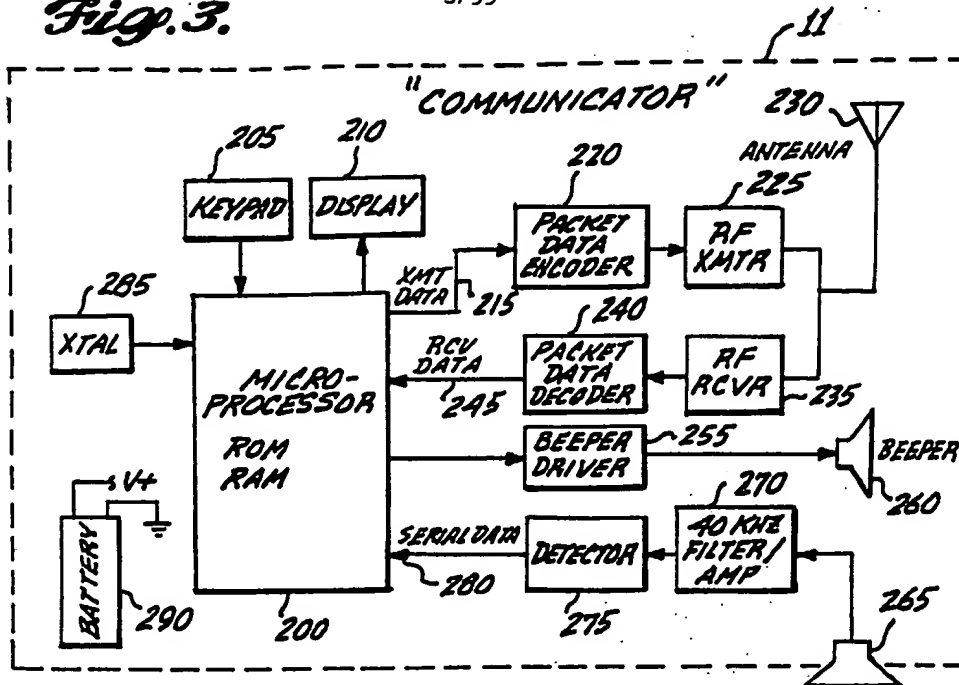 Fig. 3.
11
"COMMUNICATOR"
230
ANTENNA
205
210
220
225
KEYPAD
DISPLAY
PACKET
DATA
ENCODER
RF
XMTR
XMT
DATA
215
285
XTAL
240
RCV
DATA
245
PACKET
DATA
DECODER
RF
RCVR
235
MICRO-
PROCESSOR
ROM
RAM
BEEPER
DRIVER
255
BEEPER
260
V+
BATTERY
290
270
40 KHZ
FILTER/
AMP
SERIAL DATA
280
DETECTOR
275
200
265